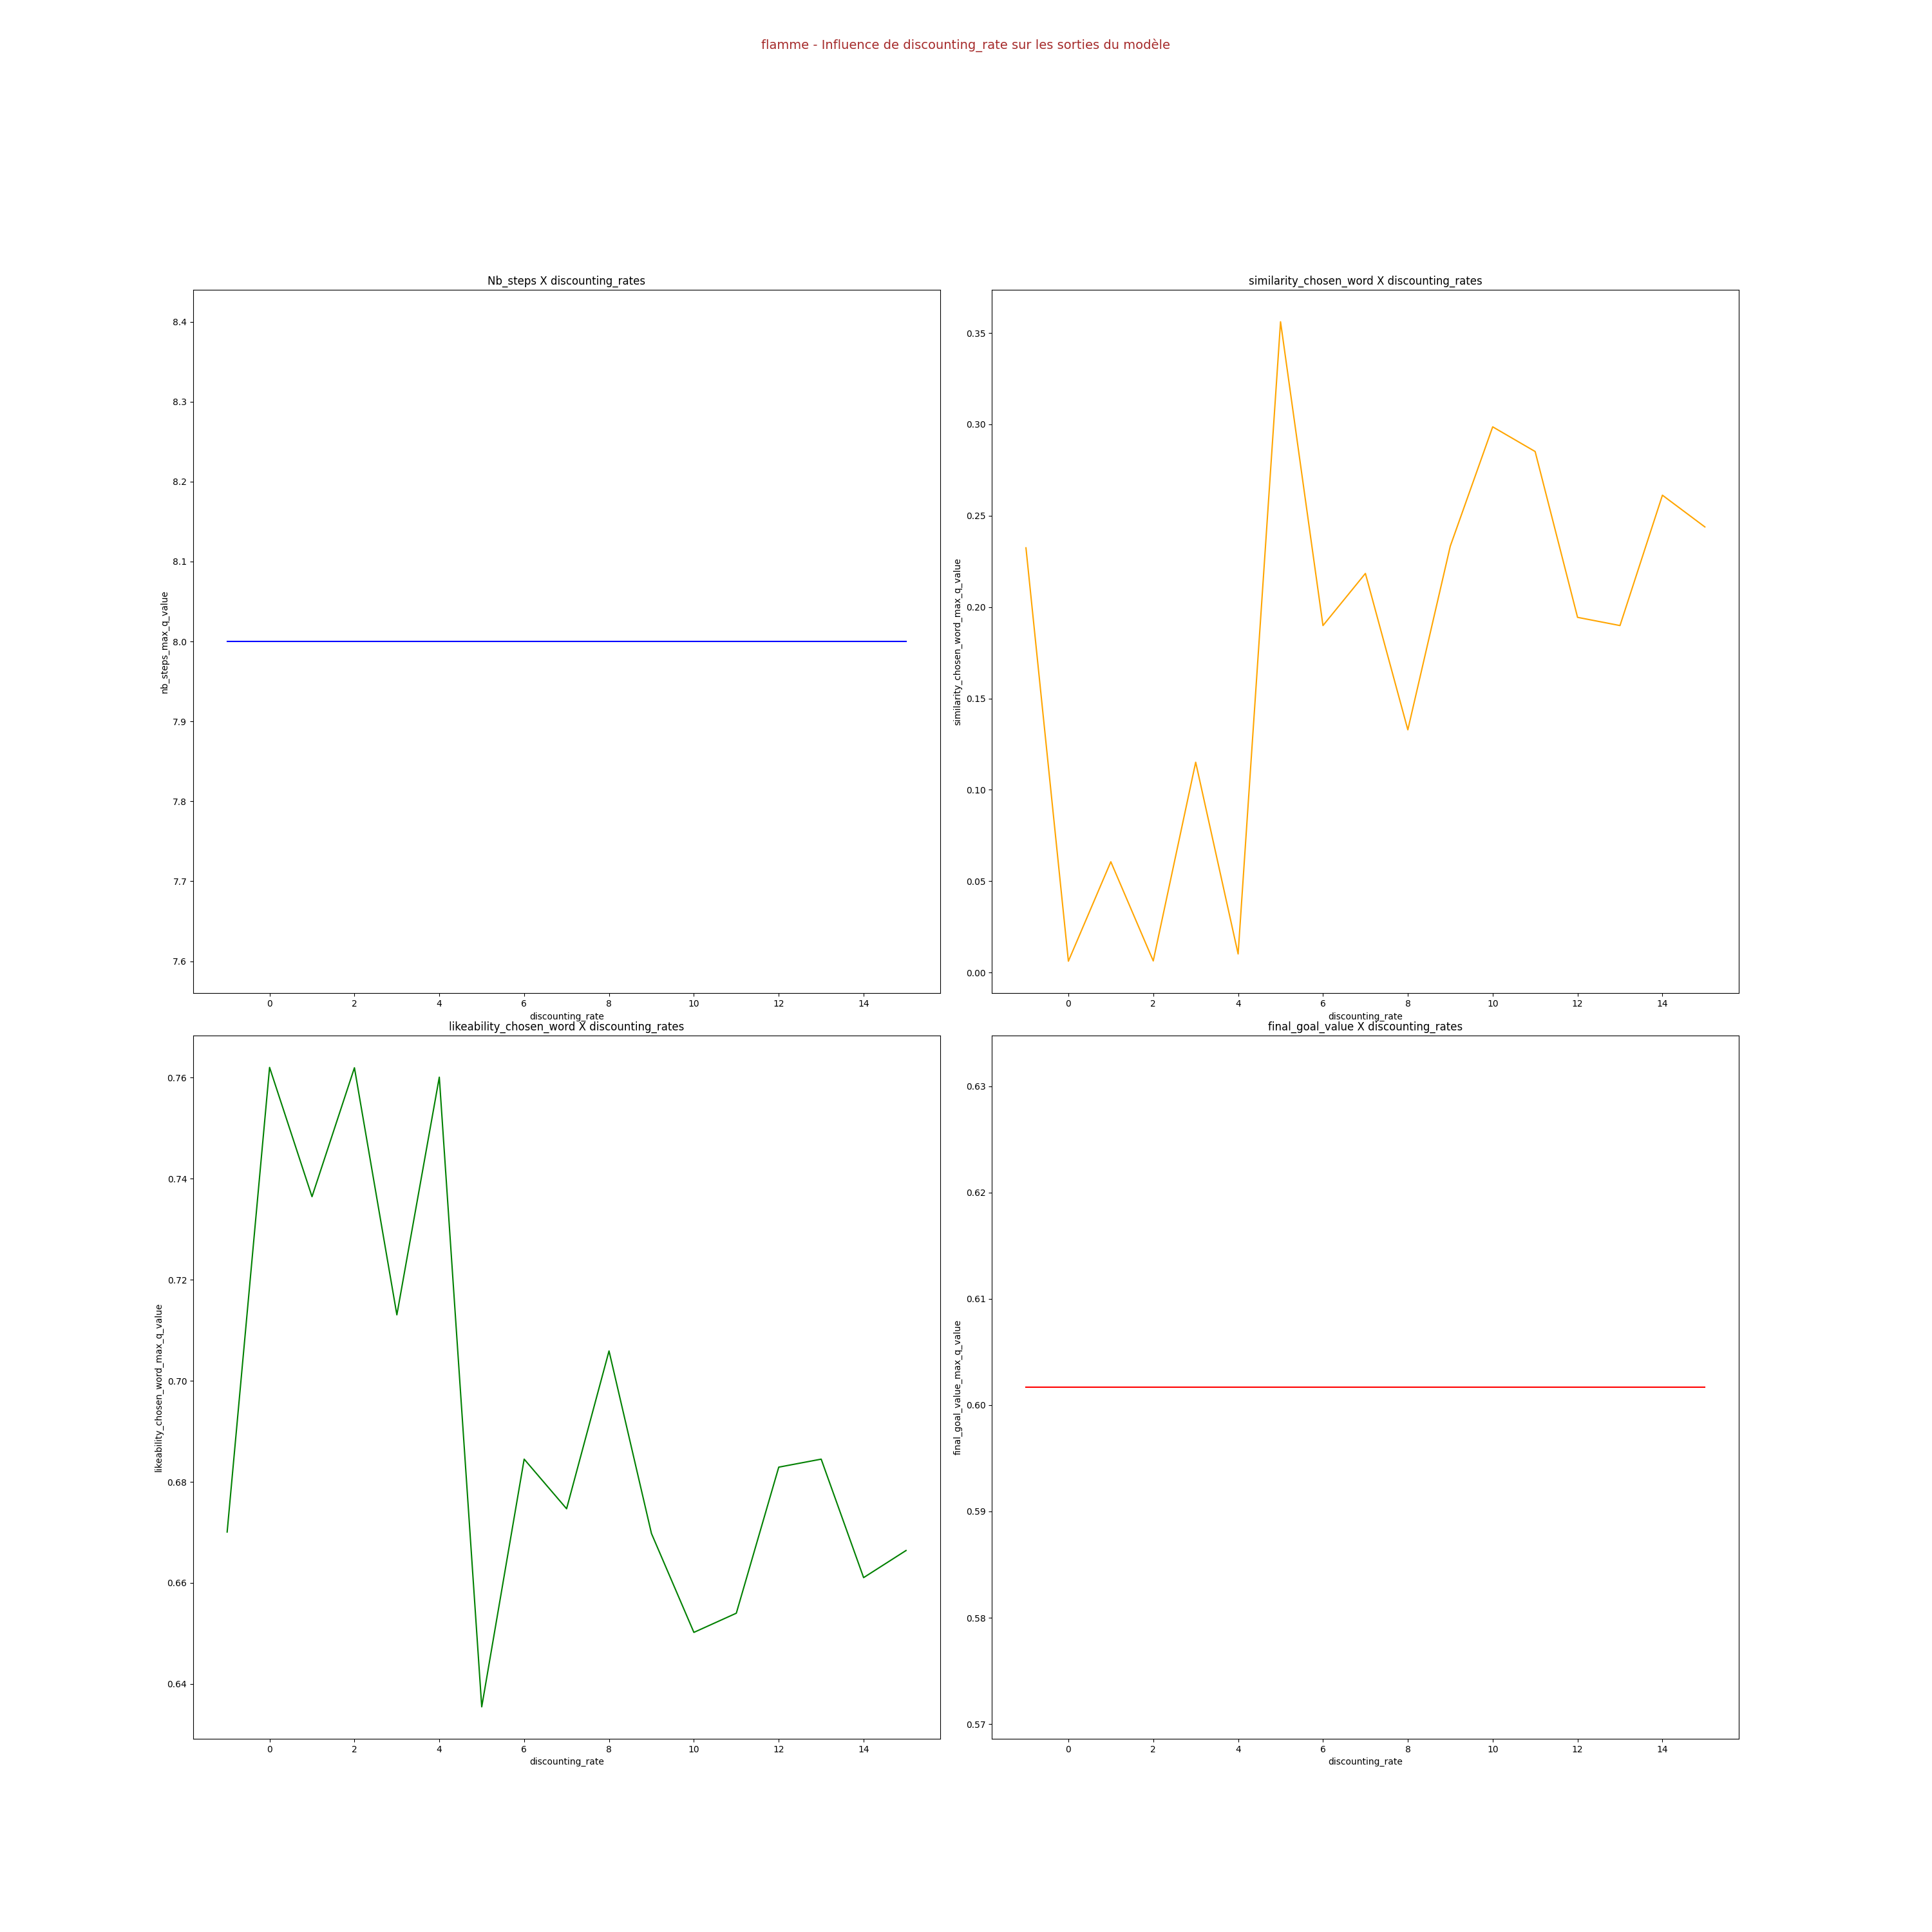 flamme - Influence de discounting_rate sur les sorties du modèle
Nb_steps X discounting_rates
8.4
8.3
8.2
8.1
8.0
7.9
7.8
7.7
7.6
nb_steps_max_q_value
0 2 4 6 8 10 12 14
discounting_rate
similarity_chosen_word X discounting_rates
0.35
0.30
0.25
0.20
0.15
0.10
0.05
0.00
similarity_chosen_word_max_q_value
0 2 4 6 8 10 12 14
discounting_rate
likeability_chosen_word X discounting_rates
0.76
0.74
0.72
0.70
0.68
0.66
0.64
likeability_chosen_word_max_q_value
0 2 4 6 8 10 12 14
discounting_rate
final_goal_value X discounting_rates
0.63
0.62
0.61
0.60
0.59
0.58
0.57
final_goal_value_max_q_value
0 2 4 6 8 10 12 14
discounting_rate